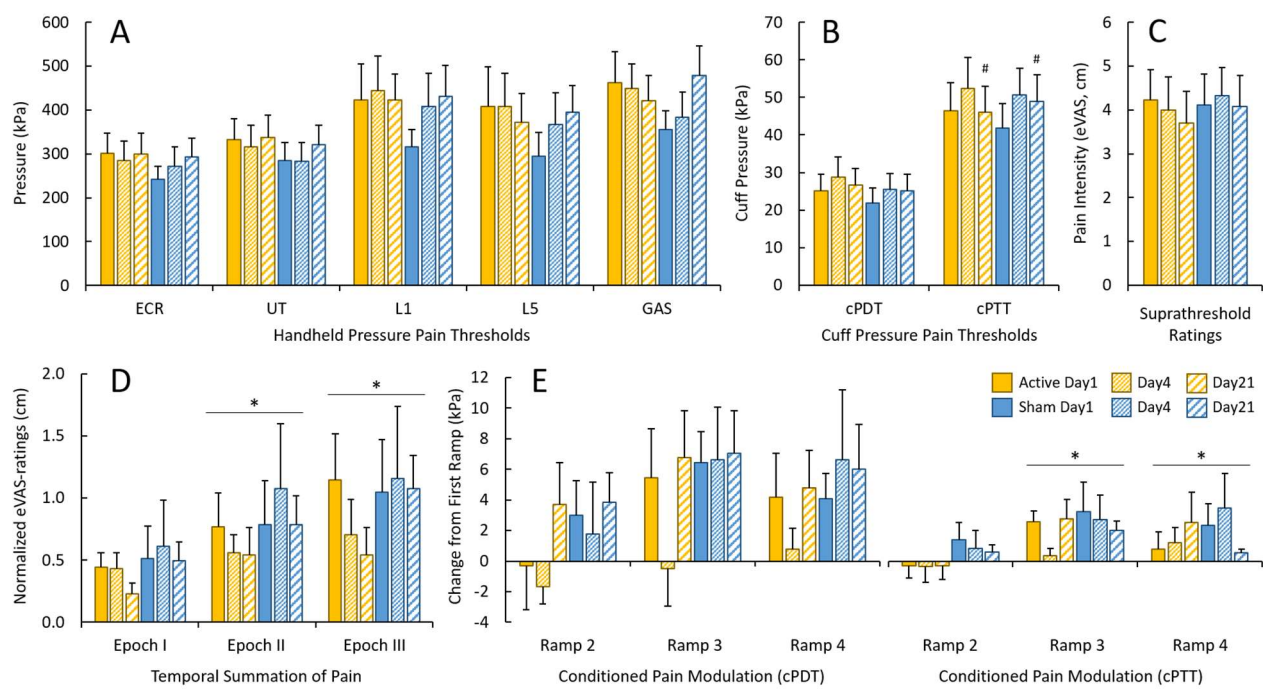 A
Pressure (kPa)
600
500
400
300
200
100
0
ECR
UT
L1
L5
GAS
Handheld Pressure Pain Thresholds
B
Cuff Pressure (kPa)
70
60
50
40
30
20
10
0
#
#
cPDT
cPTT
Cuff Pressure Pain Thresholds
C
Pain Intensity (eVAS, cm)
6
5
4
3
2
1
0
Suprathreshold
Ratings
D
Normalized eVAS-ratings (cm)
2.0
1.5
1.0
0.5
0.0
*
*
Epoch I
Epoch II
Epoch III
Temporal Summation of Pain
E
Change from First Ramp (kPa)
12
10
8
6
4
2
0
-2
-4
Ramp 2
Ramp 3
Ramp 4
Conditioned Pain Modulation (cPDT)
Active Day1
Day4
Day21
Sham Day1
Day4
Day21
*
*
Ramp 2
Ramp 3
Ramp 4
Conditioned Pain Modulation (cPTT)